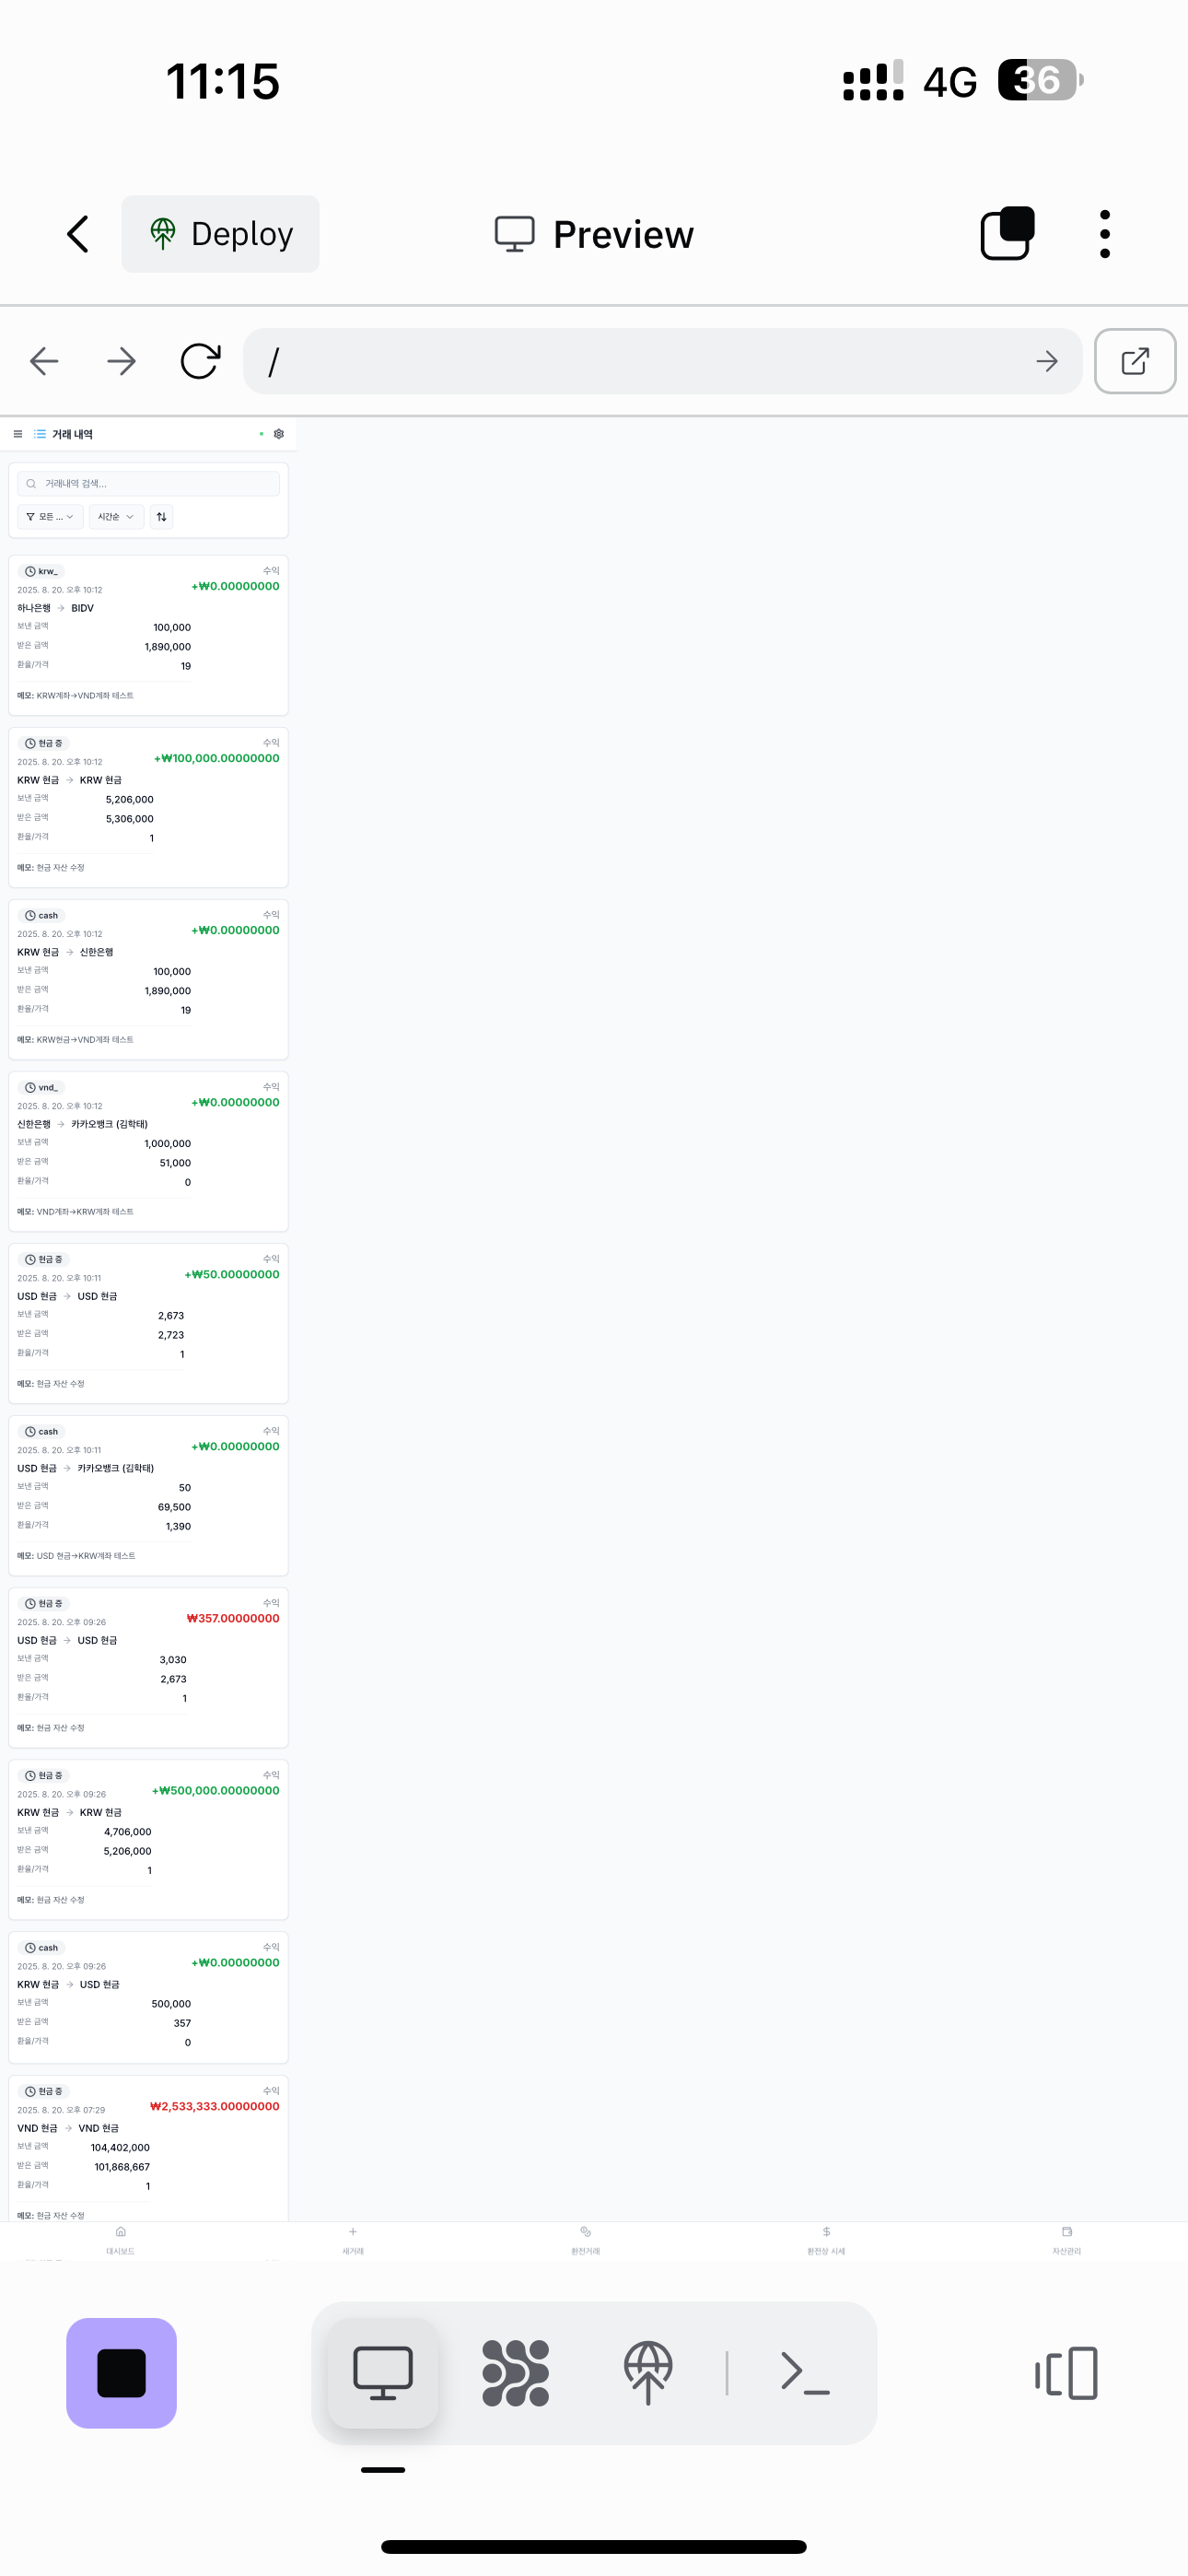 11:15
4G 36
Deploy
Preview
/
거래 내역
거래내역 검색...
모든 ...
시간순
krw_
수익
2025. 8. 20. 오후 10:12
+₩0.00000000
하나은행 → BIDV
보낸 금액 100,000
받은 금액 1,890,000
환율/가격 19
메모: KRW계좌→VND계좌 테스트
현금 증
수익
2025. 8. 20. 오후 10:12
+₩100,000.00000000
KRW 현금 → KRW 현금
보낸 금액 5,206,000
받은 금액 5,306,000
환율/가격 1
메모: 현금 자산 수정
cash
수익
2025. 8. 20. 오후 10:12
+₩0.00000000
KRW 현금 → 신한은행
보낸 금액 100,000
받은 금액 1,890,000
환율/가격 19
메모: KRW현금→VND계좌 테스트
vnd_
수익
2025. 8. 20. 오후 10:12
+₩0.00000000
신한은행 → 카카오뱅크 (김학태)
보낸 금액 1,000,000
받은 금액 51,000
환율/가격 0
메모: VND계좌→KRW계좌 테스트
현금 증
수익
2025. 8. 20. 오후 10:11
+₩50.00000000
USD 현금 → USD 현금
보낸 금액 2,673
받은 금액 2,723
환율/가격 1
메모: 현금 자산 수정
cash
수익
2025. 8. 20. 오후 10:11
+₩0.00000000
USD 현금 → 카카오뱅크 (김학태)
보낸 금액 50
받은 금액 69,500
환율/가격 1,390
메모: USD 현금→KRW계좌 테스트
현금 증
수익
2025. 8. 20. 오후 09:26
₩357.00000000
USD 현금 → USD 현금
보낸 금액 3,030
받은 금액 2,673
환율/가격 1
메모: 현금 자산 수정
현금 증
수익
2025. 8. 20. 오후 09:26
+₩500,000.00000000
KRW 현금 → KRW 현금
보낸 금액 4,706,000
받은 금액 5,206,000
환율/가격 1
메모: 현금 자산 수정
cash
수익
2025. 8. 20. 오후 09:26
+₩0.00000000
KRW 현금 → USD 현금
보낸 금액 500,000
받은 금액 357
환율/가격 0
현금 증
수익
2025. 8. 20. 오후 07:29
₩2,533,333.00000000
VND 현금 → VND 현금
보낸 금액 104,402,000
받은 금액 101,868,667
환율/가격 1
메모: 현금 자산 수정
대시보드
새거래
환전거래
환전상 시세
자산관리